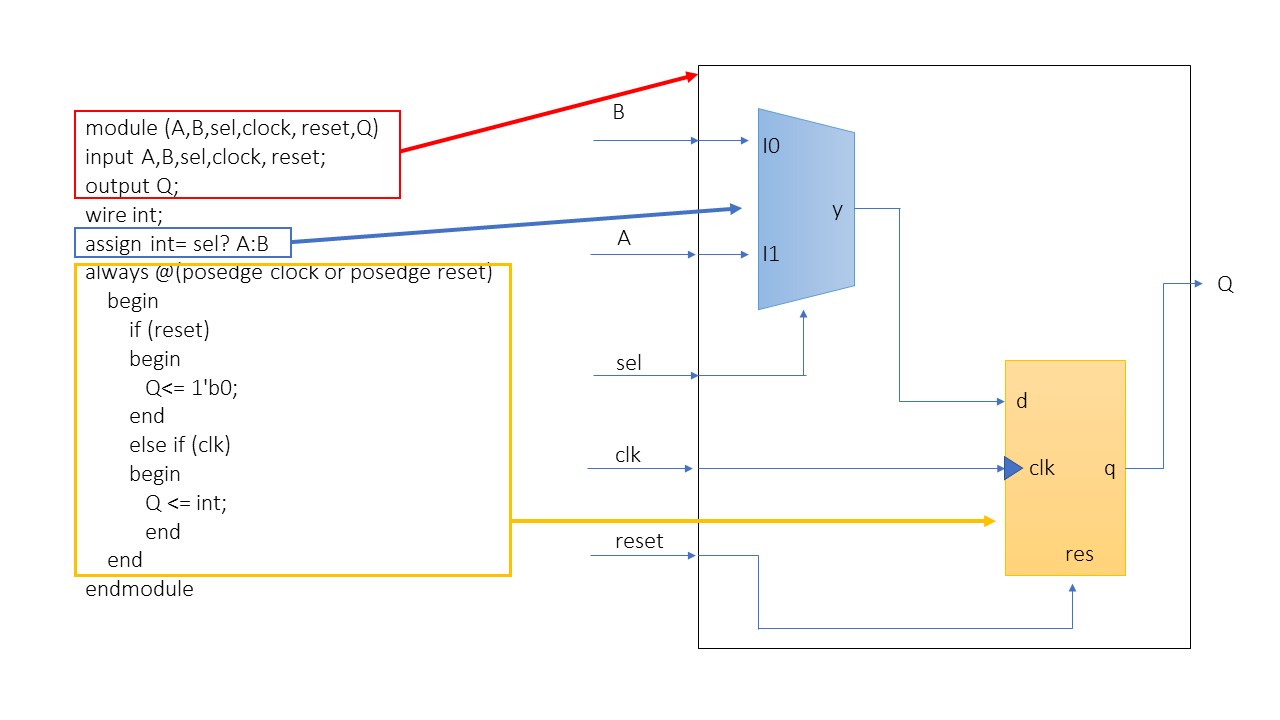 module (A,B,sel,clock, reset,Q)
input A,B,sel,clock, reset;
output Q;
wire int;
assign int= sel? A:B
always @(posedge clock or posedge reset)
begin
if (reset)
begin
Q<= 1'b0;
end
else if (clk)
begin
Q <= int;
end
end
endmodule
B
I0
y
A
I1
sel
clk
reset
d
clk
q
res
Q